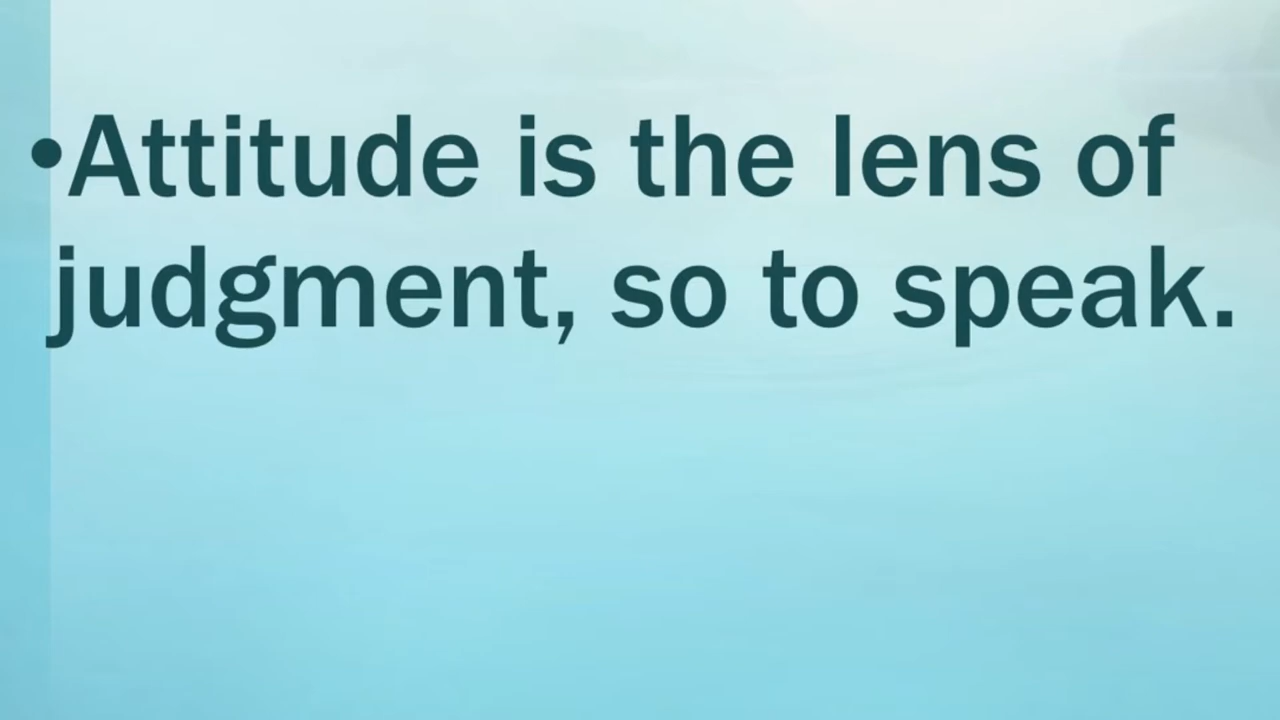 •Attitude is the lens of
judgment, so to speak.